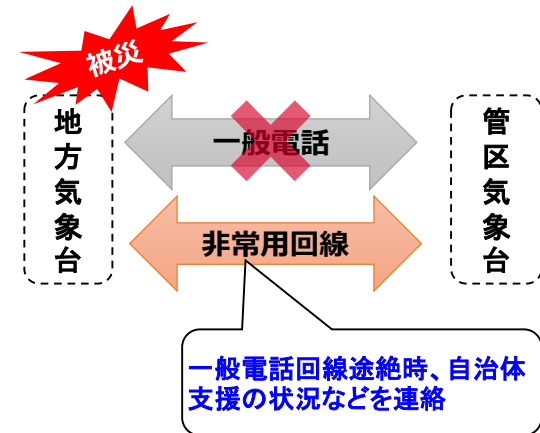 被災
地方気象台
一般電話
管区気象台
非常用回線
一般電話回線途絶時、自治体
支援の状況などを連絡